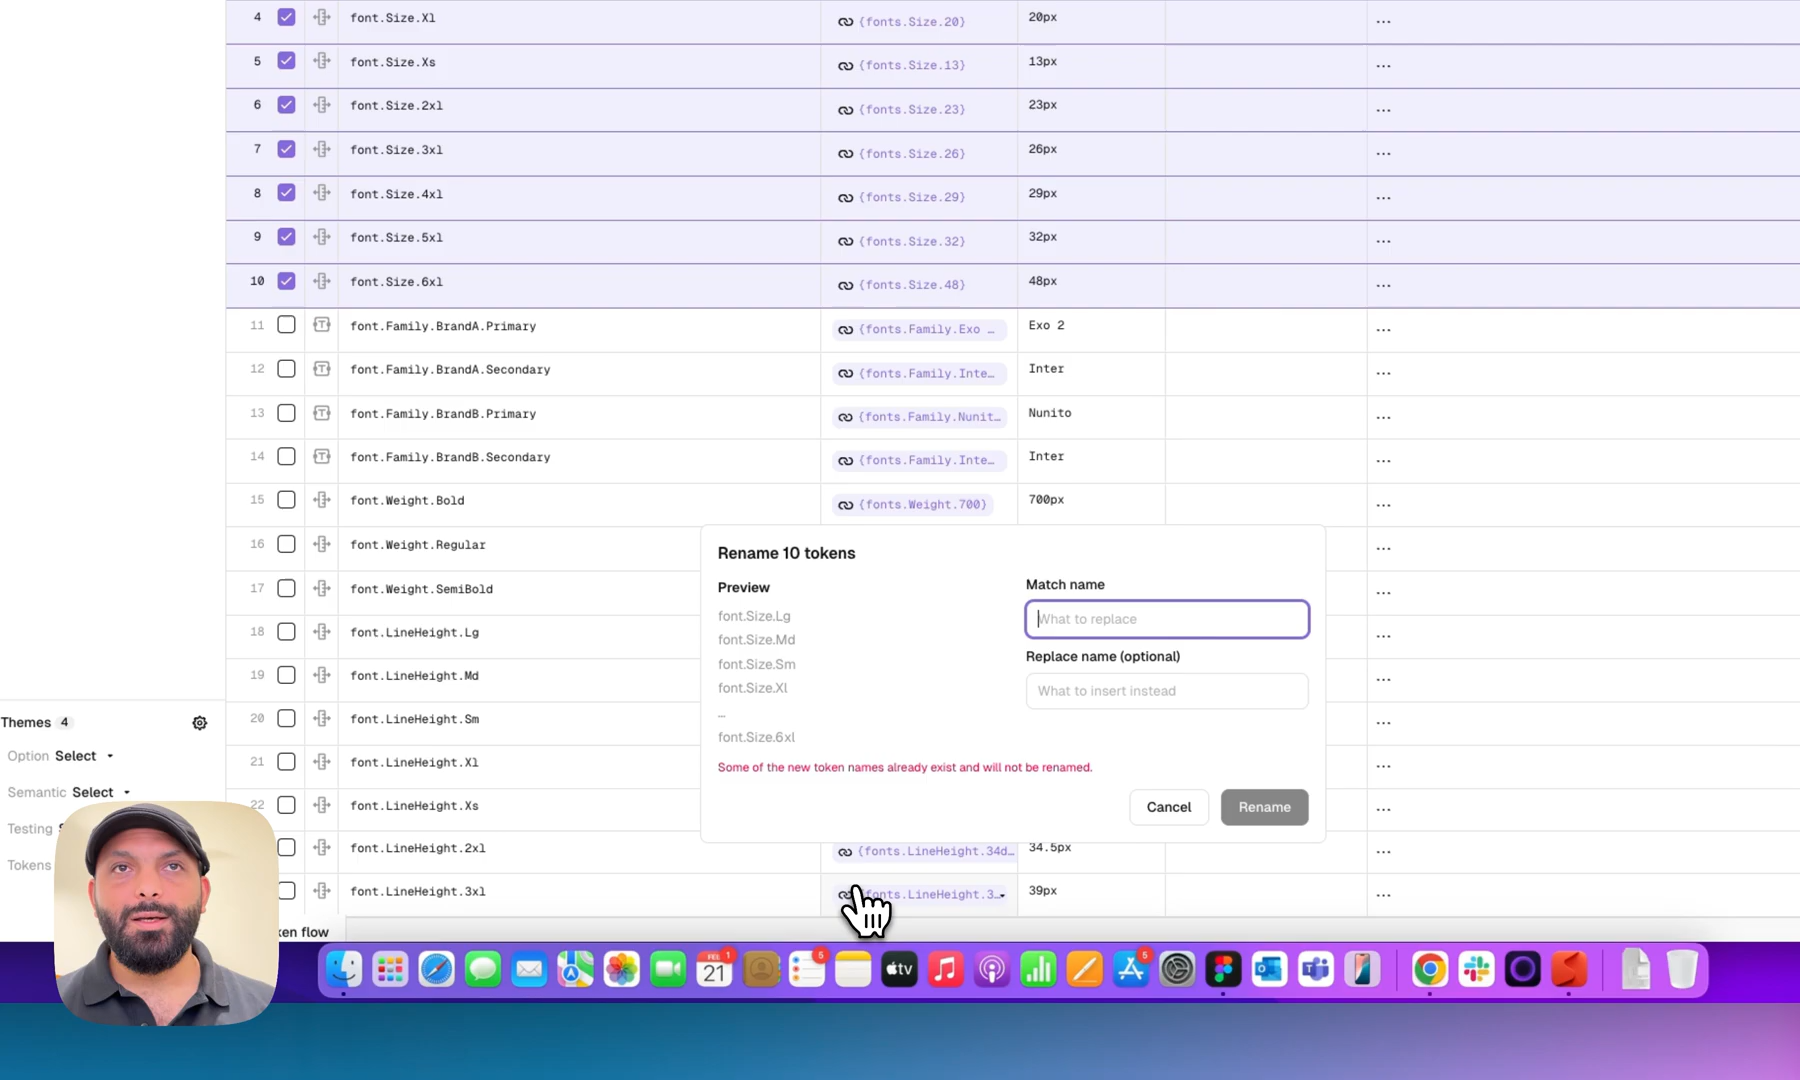 4 font.Size.Xl {fonts.Size.20} 20px ...
5 font.Size.Xs {fonts.Size.13} 13px ...
6 font.Size.2xl {fonts.Size.23} 23px ...
7 font.Size.3xl {fonts.Size.26} 26px ...
8 font.Size.4xl {fonts.Size.29} 29px ...
9 font.Size.5xl {fonts.Size.32} 32px ...
10 font.Size.6xl {fonts.Size.48} 48px ...
11 font.Family.BrandA.Primary {fonts.Family.Exo … Exo 2 ...
12 font.Family.BrandA.Secondary {fonts.Family.Inte… Inter ...
13 font.Family.BrandB.Primary {fonts.Family.Nunit… Nunito ...
14 font.Family.BrandB.Secondary {fonts.Family.Inte… Inter ...
15 font.Weight.Bold {fonts.Weight.700} 700px ...
16 font.Weight.Regular ...
17 font.Weight.SemiBold
18 font.LineHeight.Lg ...
19 font.LineHeight.Md ...
20 font.LineHeight.Sm ...
21 font.LineHeight.Xl ...
22 font.LineHeight.Xs ...
font.LineHeight.2xl {fonts.LineHeight.34d… 34.5px ...
font.LineHeight.3xl fonts.LineHeight.3… 39px ...
Rename 10 tokens
Preview
font.Size.Lg
font.Size.Md
font.Size.Sm
font.Size.Xl
…
font.Size.6xl
Match name
What to replace
Replace name (optional)
What to insert instead
Some of the new token names already exist and will not be renamed.
Cancel
Rename
Themes 4
Option Select
Semantic Select
Testing
Tokens
ken flow
FEB
21
1
5
tv
5